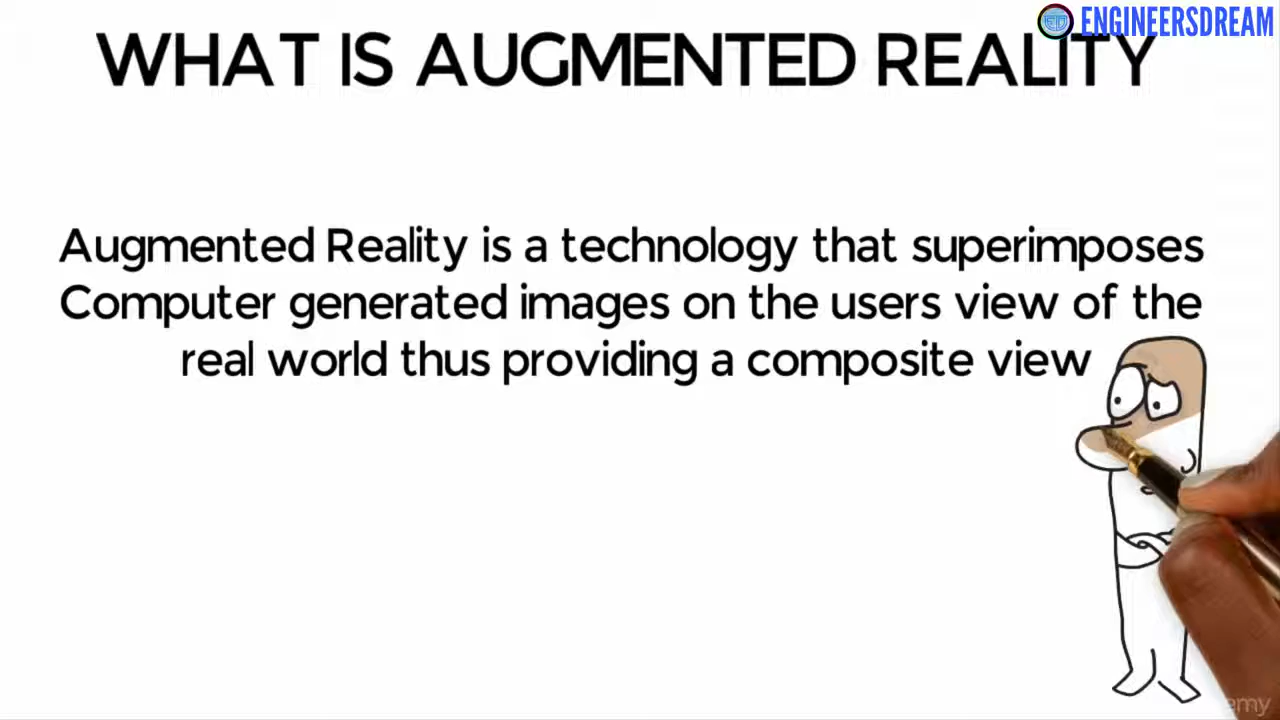 ENGINEERSDREAM
WHAT IS AUGMENTED REALITY
Augmented Reality is a technology that superimposes
Computer generated images on the users view of the
real world thus providing a composite view